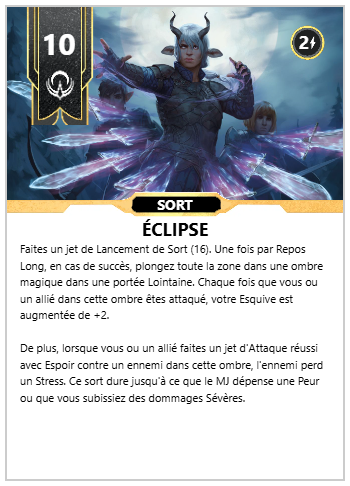 10
2
SORT
ÉCLIPSE
Faites un jet de Lancement de Sort (16). Une fois par Repos
Long, en cas de succès, plongez toute la zone dans une ombre
magique dans une portée Lointaine. Chaque fois que vous ou
un allié dans cette ombre êtes attaqué, votre Esquive est
augmentée de +2.
De plus, lorsque vous ou un allié faites un jet d'Attaque réussi
avec Espoir contre un ennemi dans cette ombre, l'ennemi perd
un Stress. Ce sort dure jusqu'à ce que le MJ dépense une Peur
ou que vous subissiez des dommages Sévères.